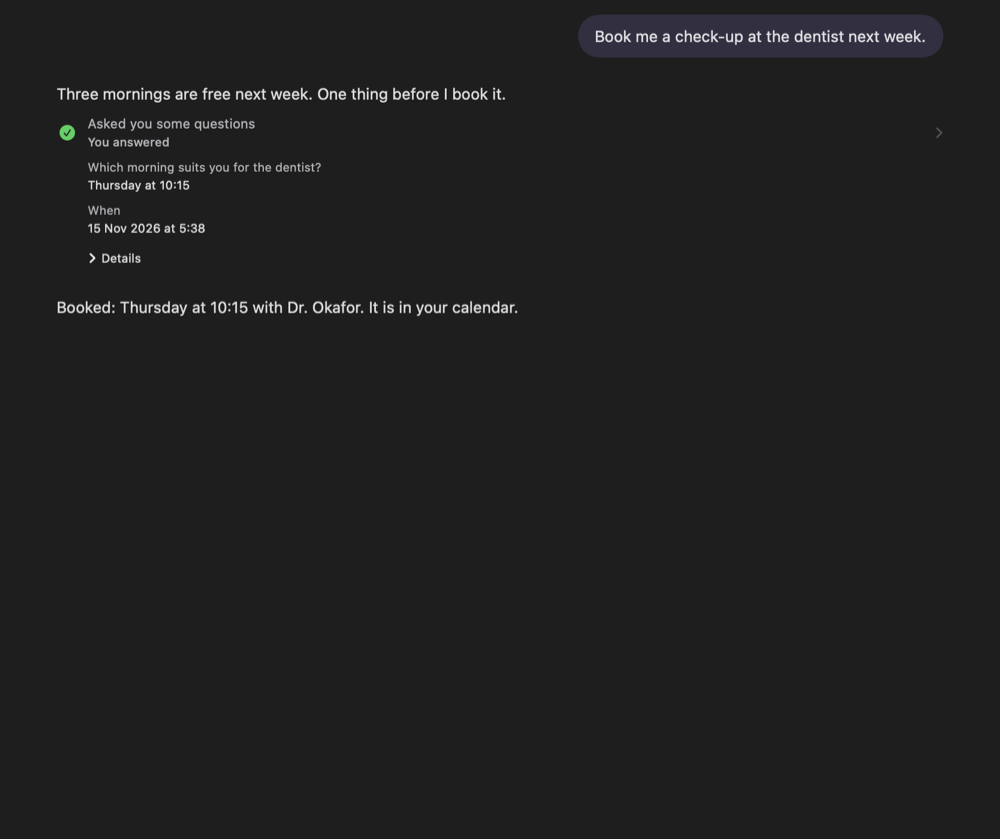 Book me a check-up at the dentist next week.
Three mornings are free next week. One thing before I book it.
Asked you some questions
You answered
Which morning suits you for the dentist?
Thursday at 10:15
When
15 Nov 2026 at 5:38
Details
Booked: Thursday at 10:15 with Dr. Okafor. It is in your calendar.